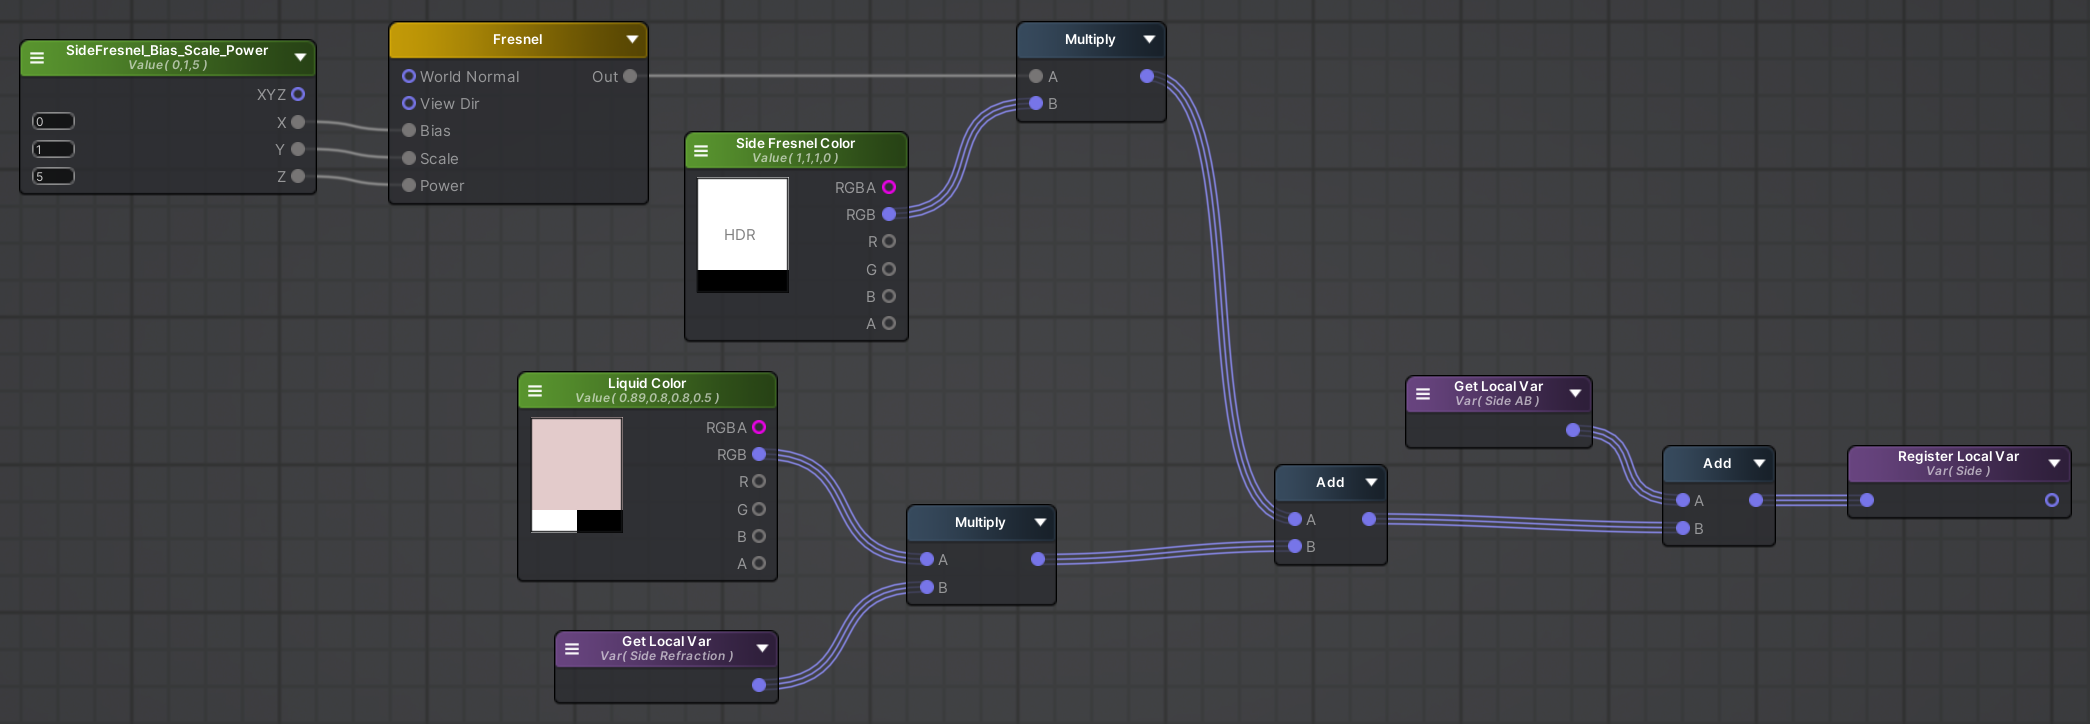 SideFresnel_Bias_Scale_Power
Value( 0,1,5 )
XYZ
0
X
1
Y
5
Z
Fresnel
World Normal
Out
View Dir
Bias
Scale
Power
Multiply
A
B
Side Fresnel Color
Value( 1,1,1,0 )
HDR
RGBA
RGB
R
G
B
A
Liquid Color
Value( 0.89,0.8,0.8,0.5 )
RGBA
RGB
R
G
B
A
Multiply
A
B
Get Local Var
Var( Side Refraction )
Add
A
B
Get Local Var
Var( Side AB )
Add
A
B
Register Local Var
Var( Side )